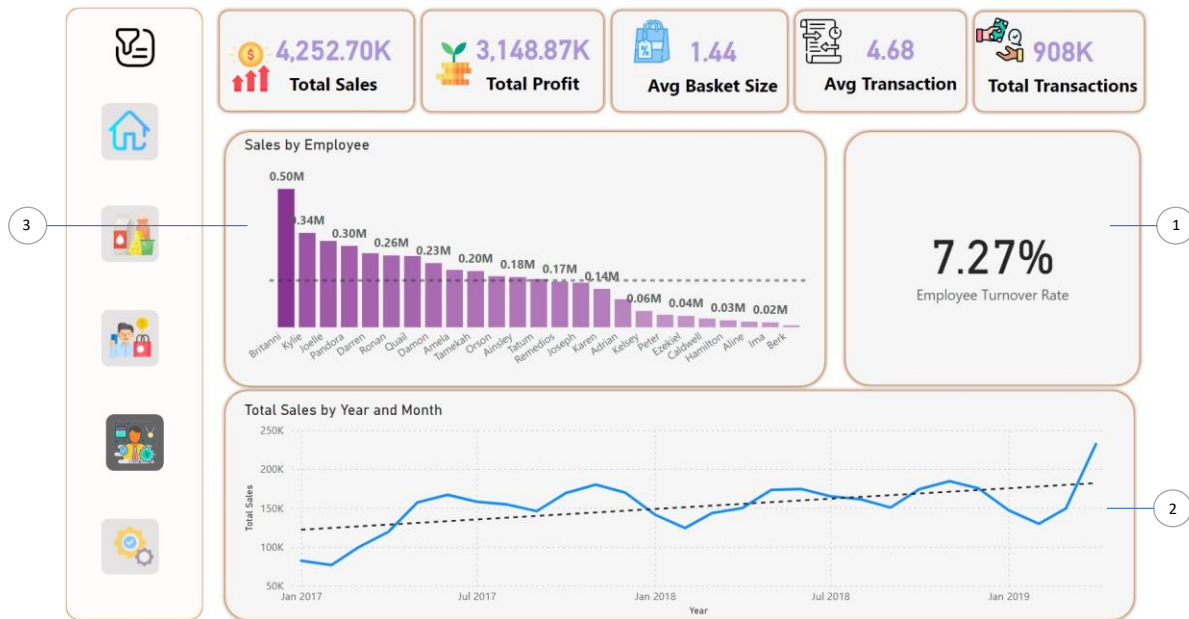 4,252.70K
Total Sales
3,148.87K
Total Profit
1.44
Avg Basket Size
4.68
Avg Transaction
908K
Total Transactions
Sales by Employee
0.50M
0.34M
0.30M
0.26M
0.23M
0.20M
0.18M
0.17M
0.14M
0.06M
0.04M
0.03M
0.02M
Britanni
Kylie
Joelle
Pandora
Darren
Ronan
Quail
Damon
Amela
Tamekah
Orson
Ainsley
Tatum
Remedios
Joseph
Karen
Adrian
Kelsey
Peter
Ezekiel
Caldwell
Hamilton
Aline
Ima
Berk
3
7.27%
Employee Turnover Rate
1
Total Sales by Year and Month
Total Sales
250K
200K
150K
100K
50K
Jan 2017
Jul 2017
Jan 2018
Jul 2018
Jan 2019
Year
2